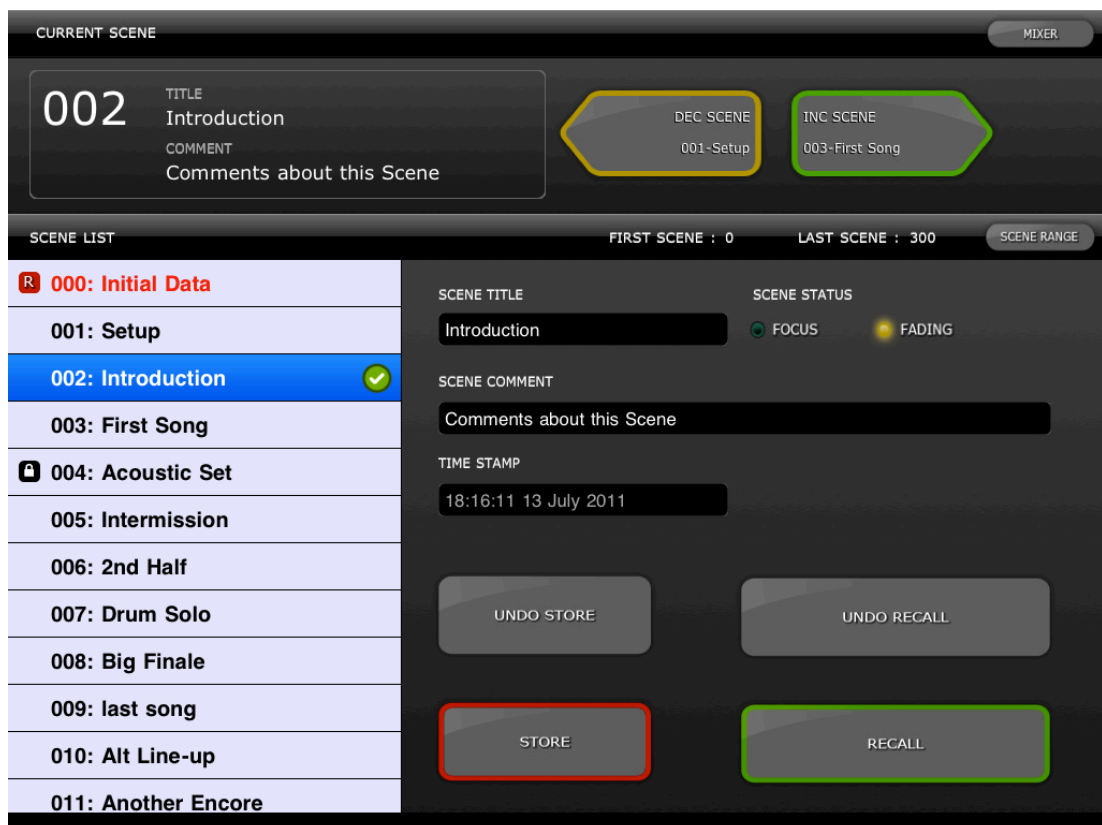 CURRENT SCENE
MIXER
002
TITLE
Introduction
COMMENT
Comments about this Scene
DEC SCENE
001-Setup
INC SCENE
003-First Song
SCENE LIST
FIRST SCENE : 0
LAST SCENE : 300
SCENE RANGE
R 000: Initial Data
001: Setup
002: Introduction
003: First Song
004: Acoustic Set
005: Intermission
006: 2nd Half
007: Drum Solo
008: Big Finale
009: last song
010: Alt Line-up
011: Another Encore
SCENE TITLE
Introduction
SCENE STATUS
FOCUS
FADING
SCENE COMMENT
Comments about this Scene
TIME STAMP
18:16:11 13 July 2011
UNDO STORE
UNDO RECALL
STORE
RECALL